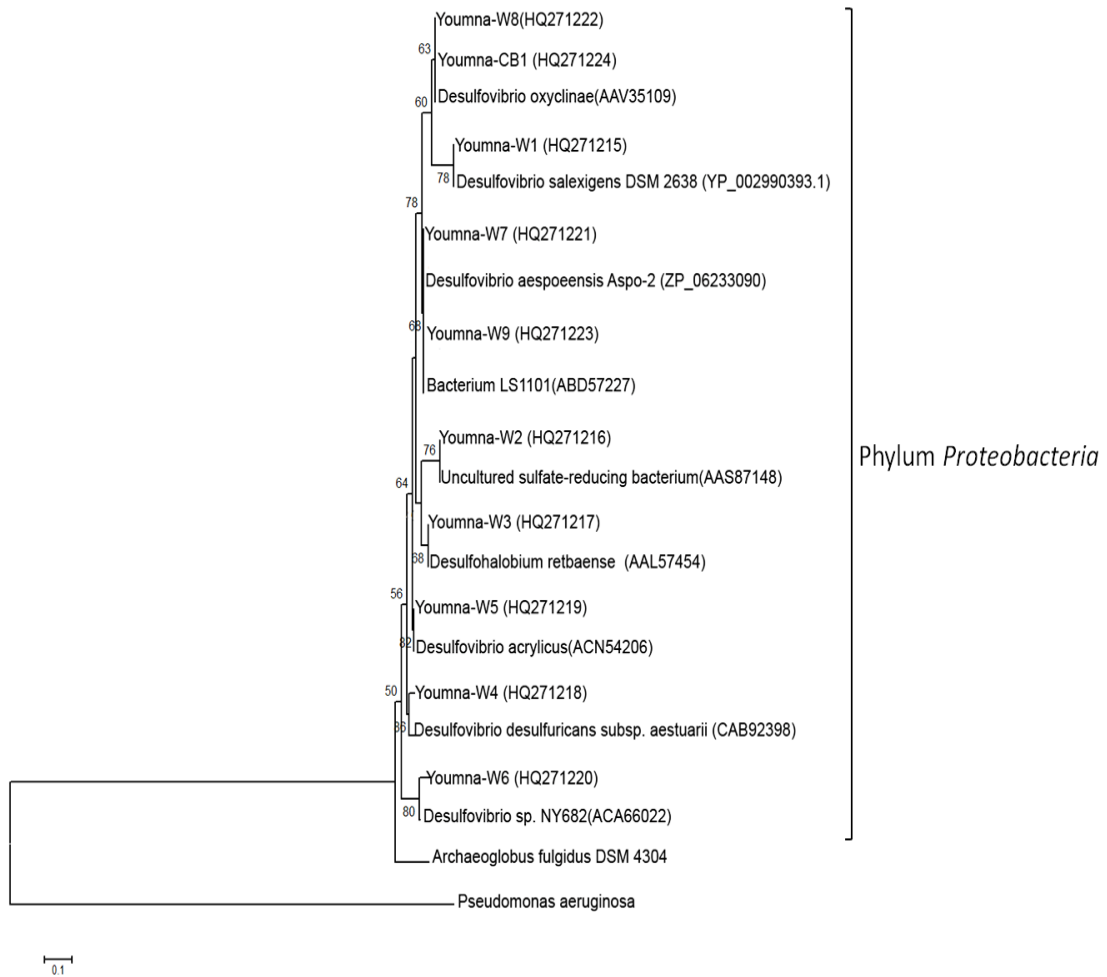 Youmna-W8(HQ271222)
63
Youmna-CB1 (HQ271224)
Desulfovibrio oxyclinae(AAV35109)
60
Youmna-W1 (HQ271215)
78
Desulfovibrio salexigens DSM 2638 (YP_002990393.1)
78
Youmna-W7 (HQ271221)
Desulfovibrio aespoeensis Aspo-2 (ZP_06233090)
68
Youmna-W9 (HQ271223)
Bacterium LS1101(ABD57227)
Youmna-W2 (HQ271216)
76
Phylum Proteobacteria
Uncultured sulfate-reducing bacterium(AAS87148)
64
Youmna-W3 (HQ271217)
68
Desulfohalobium retbaense (AAL57454)
56
Youmna-W5 (HQ271219)
82
Desulfovibrio acrylicus(ACN54206)
50
Youmna-W4 (HQ271218)
86
Desulfovibrio desulfuricans subsp. aestuarii (CAB92398)
Youmna-W6 (HQ271220)
80
Desulfovibrio sp. NY682(ACA66022)
Archaeoglobus fulgidus DSM 4304
Pseudomonas aeruginosa
0.1